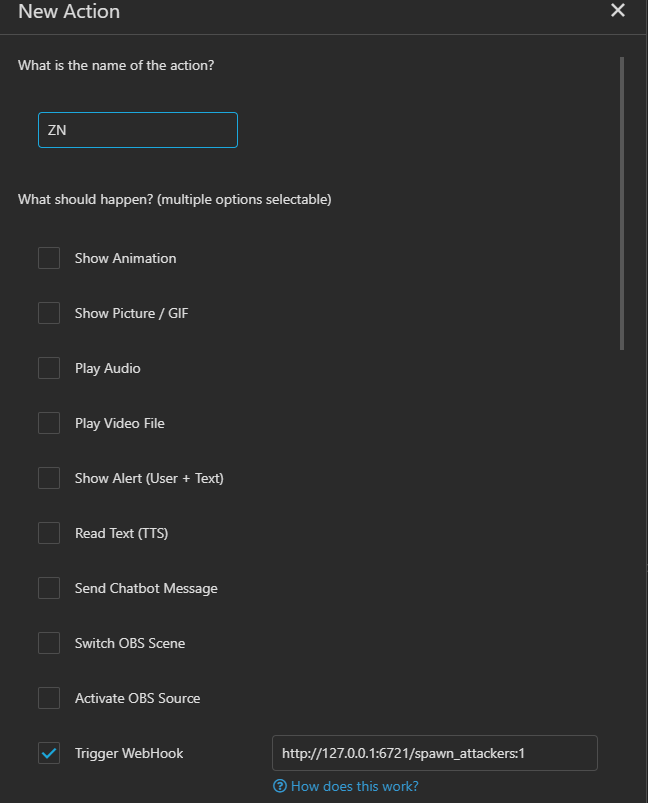 New Action
What is the name of the action?
ZN
What should happen? (multiple options selectable)
Show Animation
Show Picture / GIF
Play Audio
Play Video File
Show Alert (User + Text)
Read Text (TTS)
Send Chatbot Message
Switch OBS Scene
Activate OBS Source
Trigger WebHook http://127.0.0.1:6721/spawn_attackers:1
How does this work?